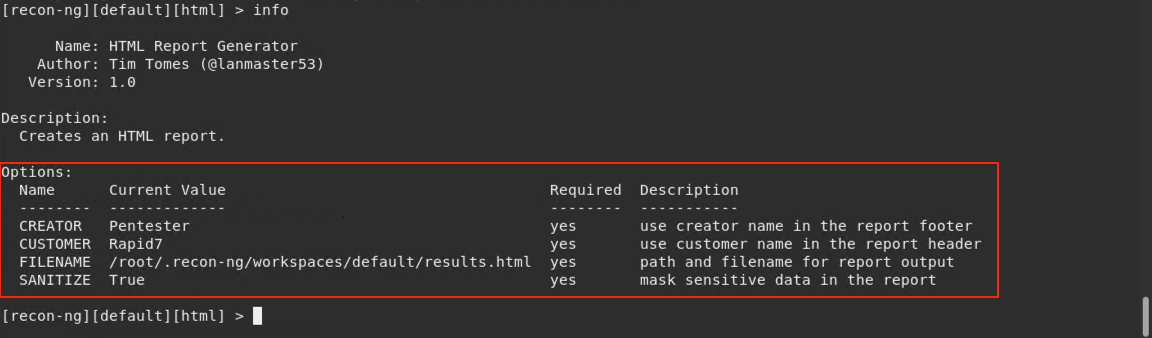 [recon-ng][default][html] > info
Name: HTML Report Generator
Author: Tim Tomes (@lanmaster53)
Version: 1.0
Description:
Creates an HTML report.
Options:
Name Current Value Required Description
-------- ------------- -------- -----------
CREATOR Pentester yes use creator name in the report footer
CUSTOMER Rapid7 yes use customer name in the report header
FILENAME /root/.recon-ng/workspaces/default/results.html yes path and filename for report output
SANITIZE True yes mask sensitive data in the report
[recon-ng][default][html] >